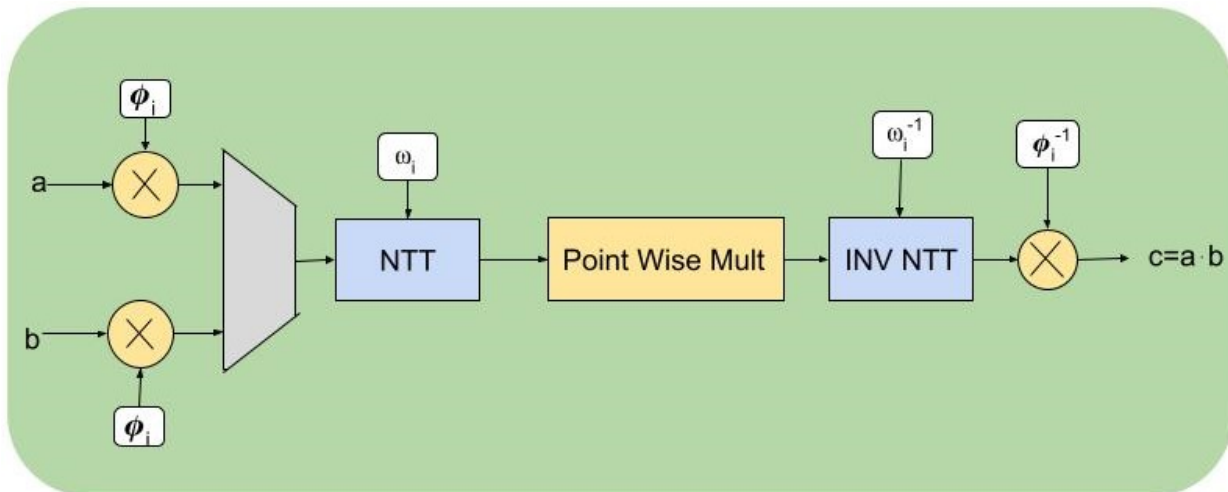 ϕᵢ
ωᵢ
ωᵢ⁻¹
ϕᵢ⁻¹
a
NTT
Point Wise Mult
INV NTT
c=a·b
b
ϕᵢ